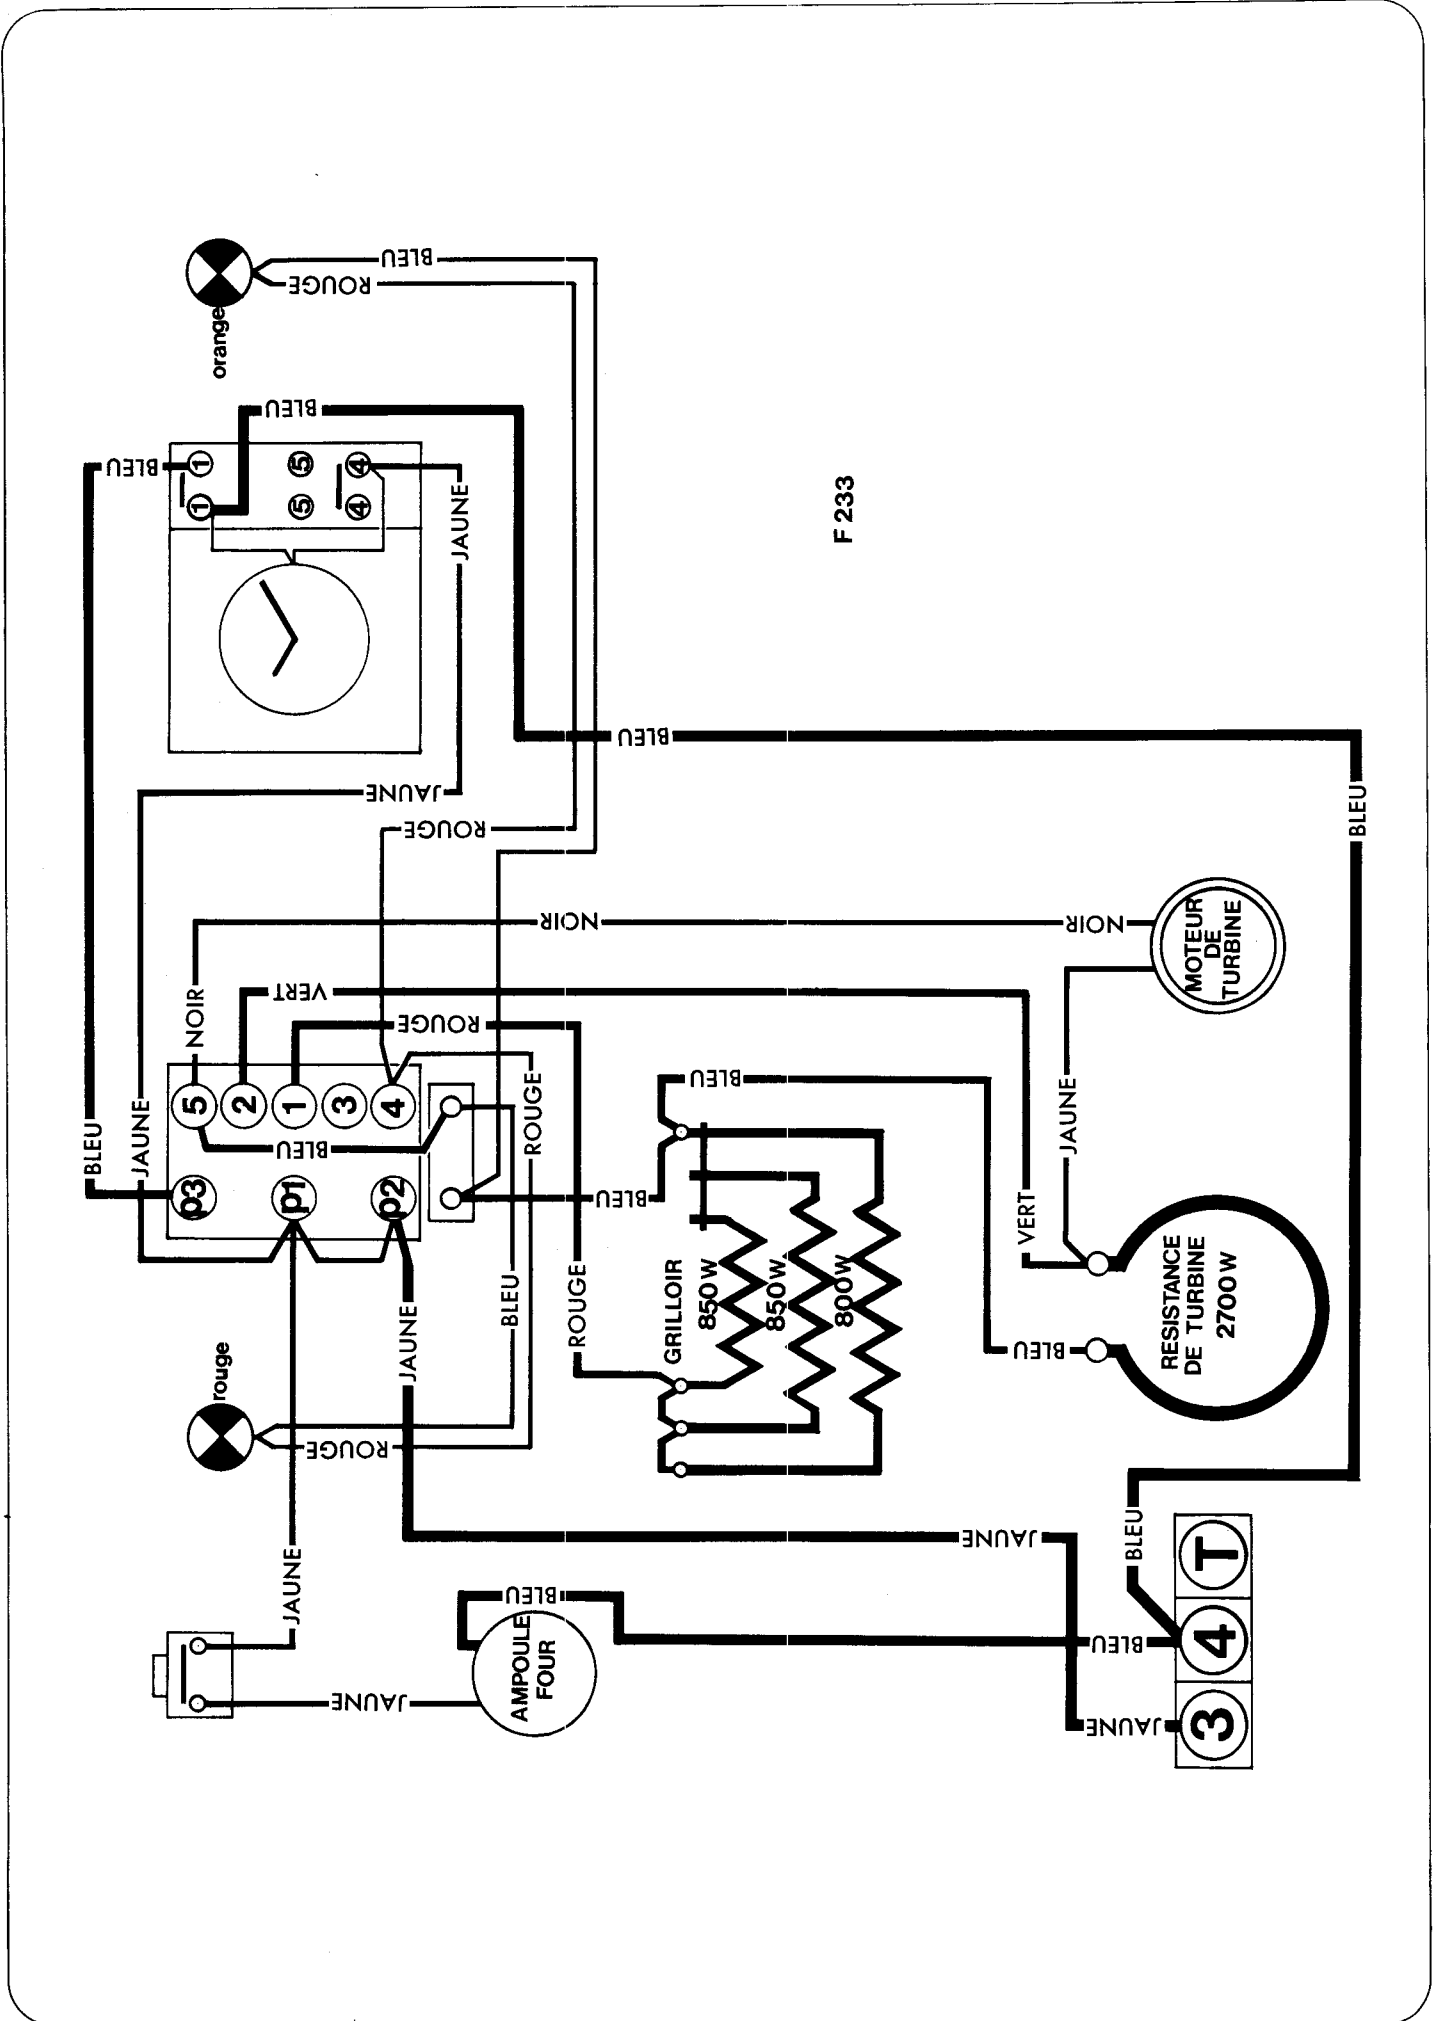 BLEU
ROUGE
orange
BLEU
BLEU
1
5
4
1
5
4
JAUNE
F 233
BLEU
JAUNE
BLEU
ROUGE
NOIR
NOIR
MOTEUR
DE
TURBINE
VERT
NOIR
ROUGE
BLEU
5
2
1
3
4
ROUGE
JAUNE
JAUNE
BLEU
BLEU
p3
p1
p2
BLEU
VERT
GRILLOIR
850W
850W
800W
RESISTANCE
DE TURBINE
2700W
BLEU
ROUGE
JAUNE
BLEU
rouge
ROUGE
JAUNE
BLEU
JAUNE
T
BLEU
AMPOULE
FOUR
BLEU
4
JAUNE
JAUNE
3